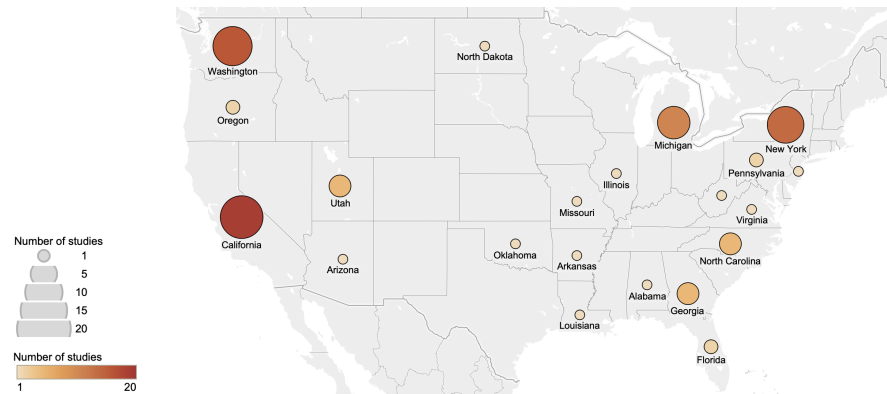 North Dakota
Washington
Oregon
Michigan
New York
Pennsylvania
Illinois
Utah
Missouri
Virginia
California
Oklahoma
North Carolina
Arkansas
Arizona
Alabama
Georgia
Louisiana
Florida
Number of studies
1
5
10
15
20
Number of studies
1 20